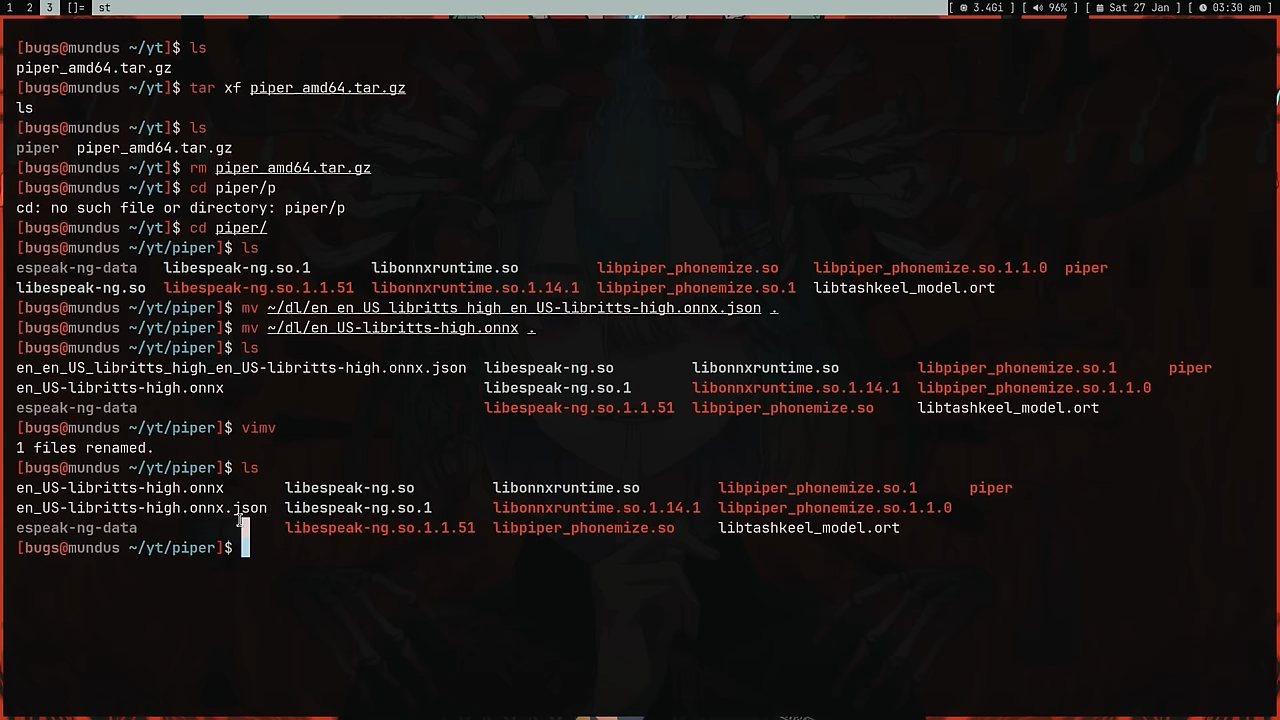 1 2 3 []= st [ 3.4Gi ] [ 96% ] [ Sat 27 Jan ] [ 03:30 am ]
[bugs@mundus ~/yt]$ ls
piper_amd64.tar.gz
[bugs@mundus ~/yt]$ tar xf piper_amd64.tar.gz
ls
[bugs@mundus ~/yt]$ ls
piper piper_amd64.tar.gz
[bugs@mundus ~/yt]$ rm piper_amd64.tar.gz
[bugs@mundus ~/yt]$ cd piper/p
cd: no such file or directory: piper/p
[bugs@mundus ~/yt]$ cd piper/
[bugs@mundus ~/yt/piper]$ ls
espeak-ng-data libespeak-ng.so.1 libonnxruntime.so libpiper_phonemize.so libpiper_phonemize.so.1.1.0 piper
libespeak-ng.so libespeak-ng.so.1.1.51 libonnxruntime.so.1.14.1 libpiper_phonemize.so.1 libtashkeel_model.ort
[bugs@mundus ~/yt/piper]$ mv ~/dl/en_en_US_libritts_high_en_US-libritts-high.onnx.json .
[bugs@mundus ~/yt/piper]$ mv ~/dl/en_US-libritts-high.onnx .
[bugs@mundus ~/yt/piper]$ ls
en_en_US_libritts_high_en_US-libritts-high.onnx.json libespeak-ng.so libonnxruntime.so libpiper_phonemize.so.1 piper
en_US-libritts-high.onnx libespeak-ng.so.1 libonnxruntime.so.1.14.1 libpiper_phonemize.so.1.1.0
espeak-ng-data libespeak-ng.so.1.1.51 libpiper_phonemize.so libtashkeel_model.ort
[bugs@mundus ~/yt/piper]$ vimv
1 files renamed.
[bugs@mundus ~/yt/piper]$ ls
en_US-libritts-high.onnx libespeak-ng.so libonnxruntime.so libpiper_phonemize.so.1 piper
en_US-libritts-high.onnx.json libespeak-ng.so.1 libonnxruntime.so.1.14.1 libpiper_phonemize.so.1.1.0
espeak-ng-data libespeak-ng.so.1.1.51 libpiper_phonemize.so libtashkeel_model.ort
[bugs@mundus ~/yt/piper]$